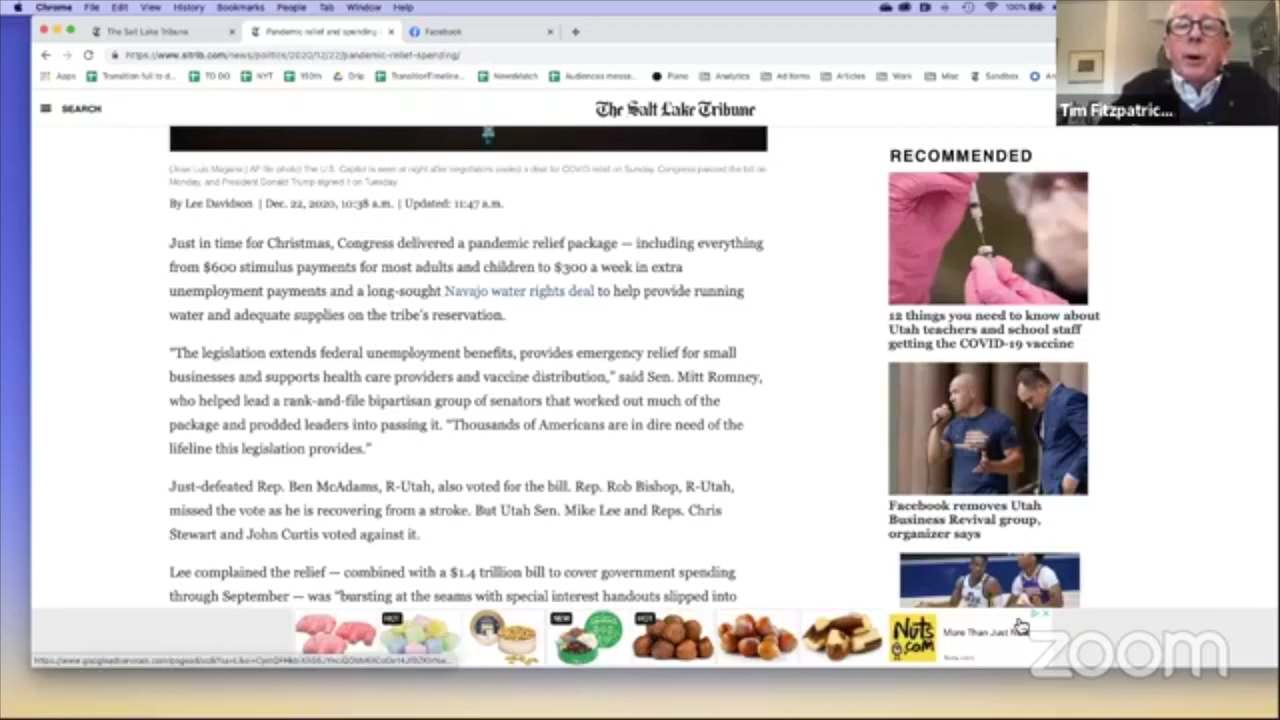 Chrome File Edit View History Bookmarks People Tab Window Help
100%
The Salt Lake Tribune
Pandemic relief and spending
Facebook
https://www.sltrib.com/news/politics/2020/12/22/pandemic-relief-spending/
Apps Transition full to d... TO DO NYT 150th Grip TransitionTimeline... NewsMatch Audiences messa... Piano Analytics Ad Items Articles Work Misc Sandbox
Tim Fitzpatric...
SEARCH
The Salt Lake Tribune
AP file photo) The U.S. Capitol is seen at night after negotiators sealed a deal for COVID relief on Sunday. Congress passed the bill on
Monday, and President Donald Trump signed it on Tuesday.
By Lee Davidson | Dec. 22, 2020, 10:38 a.m. | Updated: 11:47 a.m.
Just in time for Christmas, Congress delivered a pandemic relief package — including everything
from $600 stimulus payments for most adults and children to $300 a week in extra
unemployment payments and a long-sought Navajo water rights deal to help provide running
water and adequate supplies on the tribe's reservation.
"The legislation extends federal unemployment benefits, provides emergency relief for small
businesses and supports health care providers and vaccine distribution," said Sen. Mitt Romney,
who helped lead a rank-and-file bipartisan group of senators that worked out much of the
package and prodded leaders into passing it. "Thousands of Americans are in dire need of the
lifeline this legislation provides."
Just-defeated Rep. Ben McAdams, R-Utah, also voted for the bill. Rep. Rob Bishop, R-Utah,
missed the vote as he is recovering from a stroke. But Utah Sen. Mike Lee and Reps. Chris
Stewart and John Curtis voted against it.
Lee complained the relief — combined with a $1.4 trillion bill to cover government spending
through September — was "bursting at the seams with special interest handouts slipped into
RECOMMENDED
12 things you need to know about
Utah teachers and school staff
getting the COVID-19 vaccine
Facebook removes Utah
Business Revival group,
organizer says
HOT
NEW
HOT
Nuts
.com
More Than Just
Nuts.com
zoom